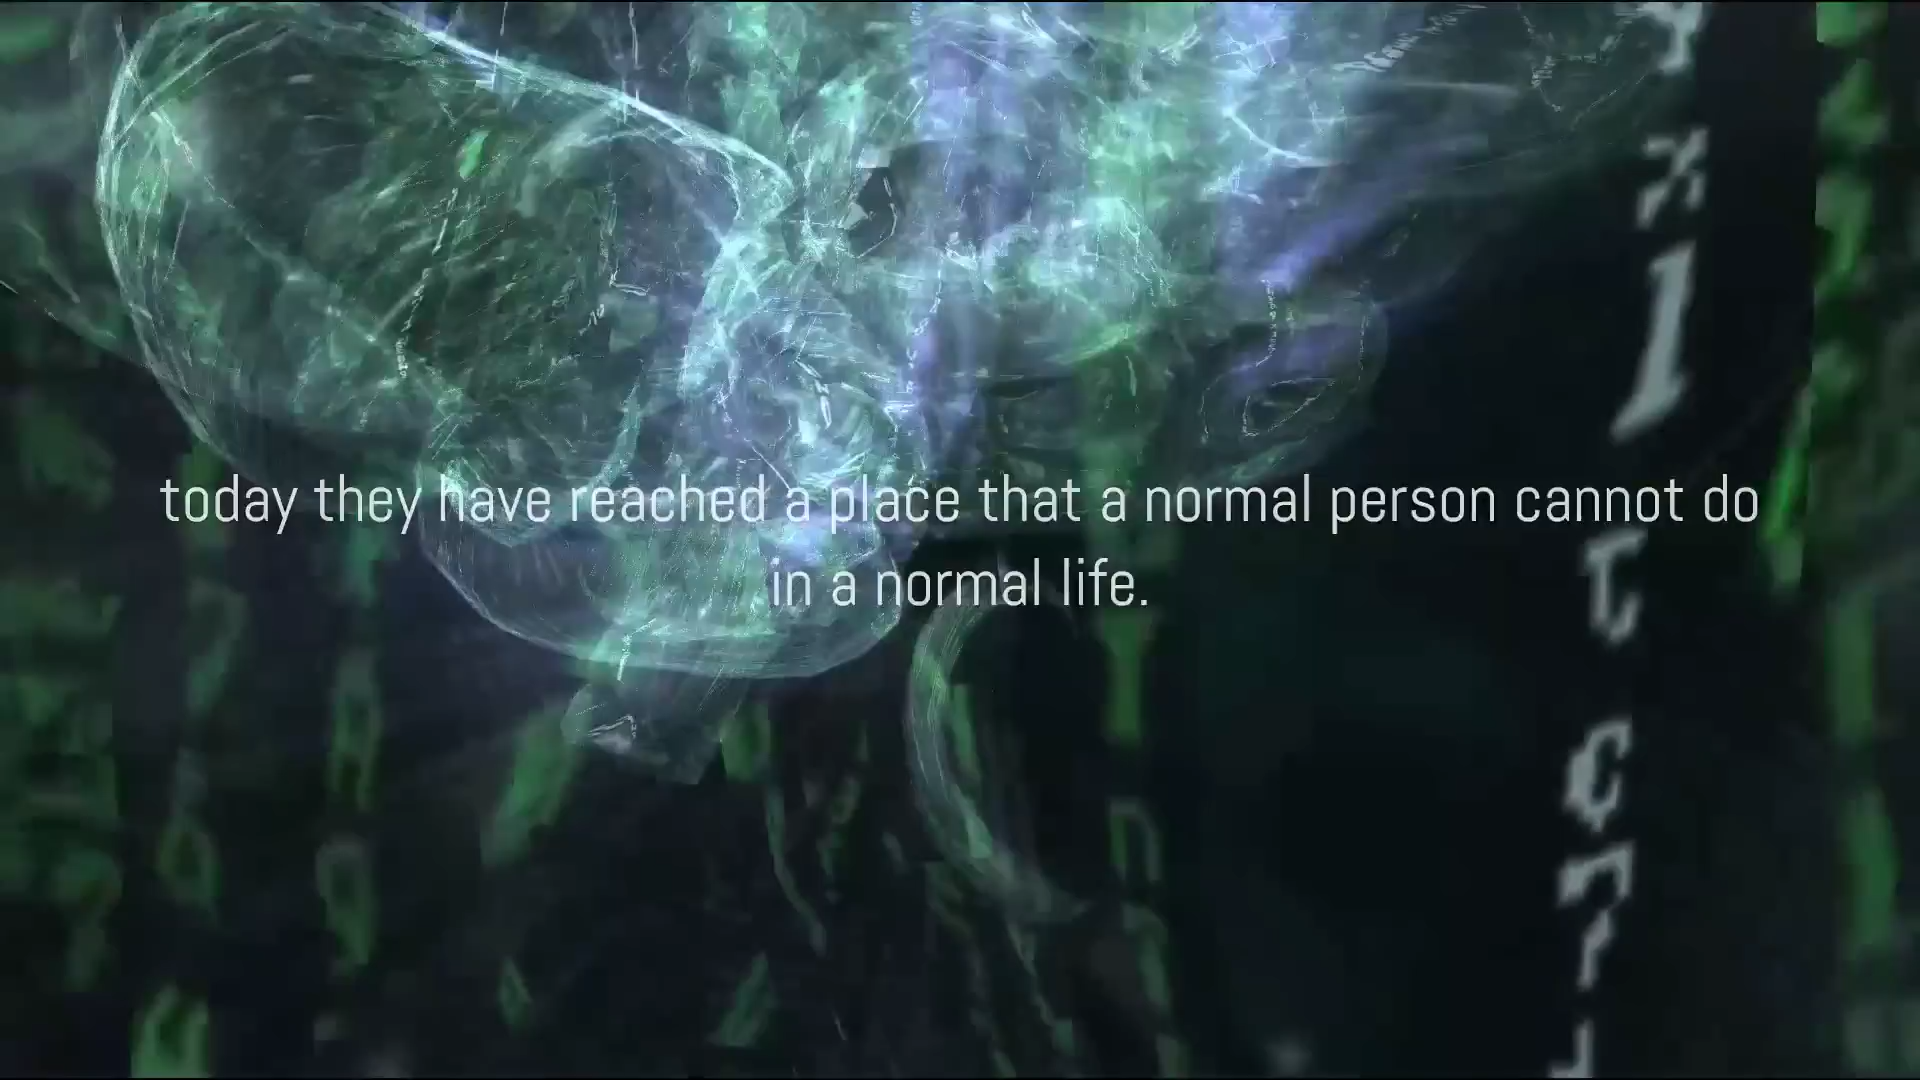 today they have reached a place that a normal person cannot do
in a normal life.